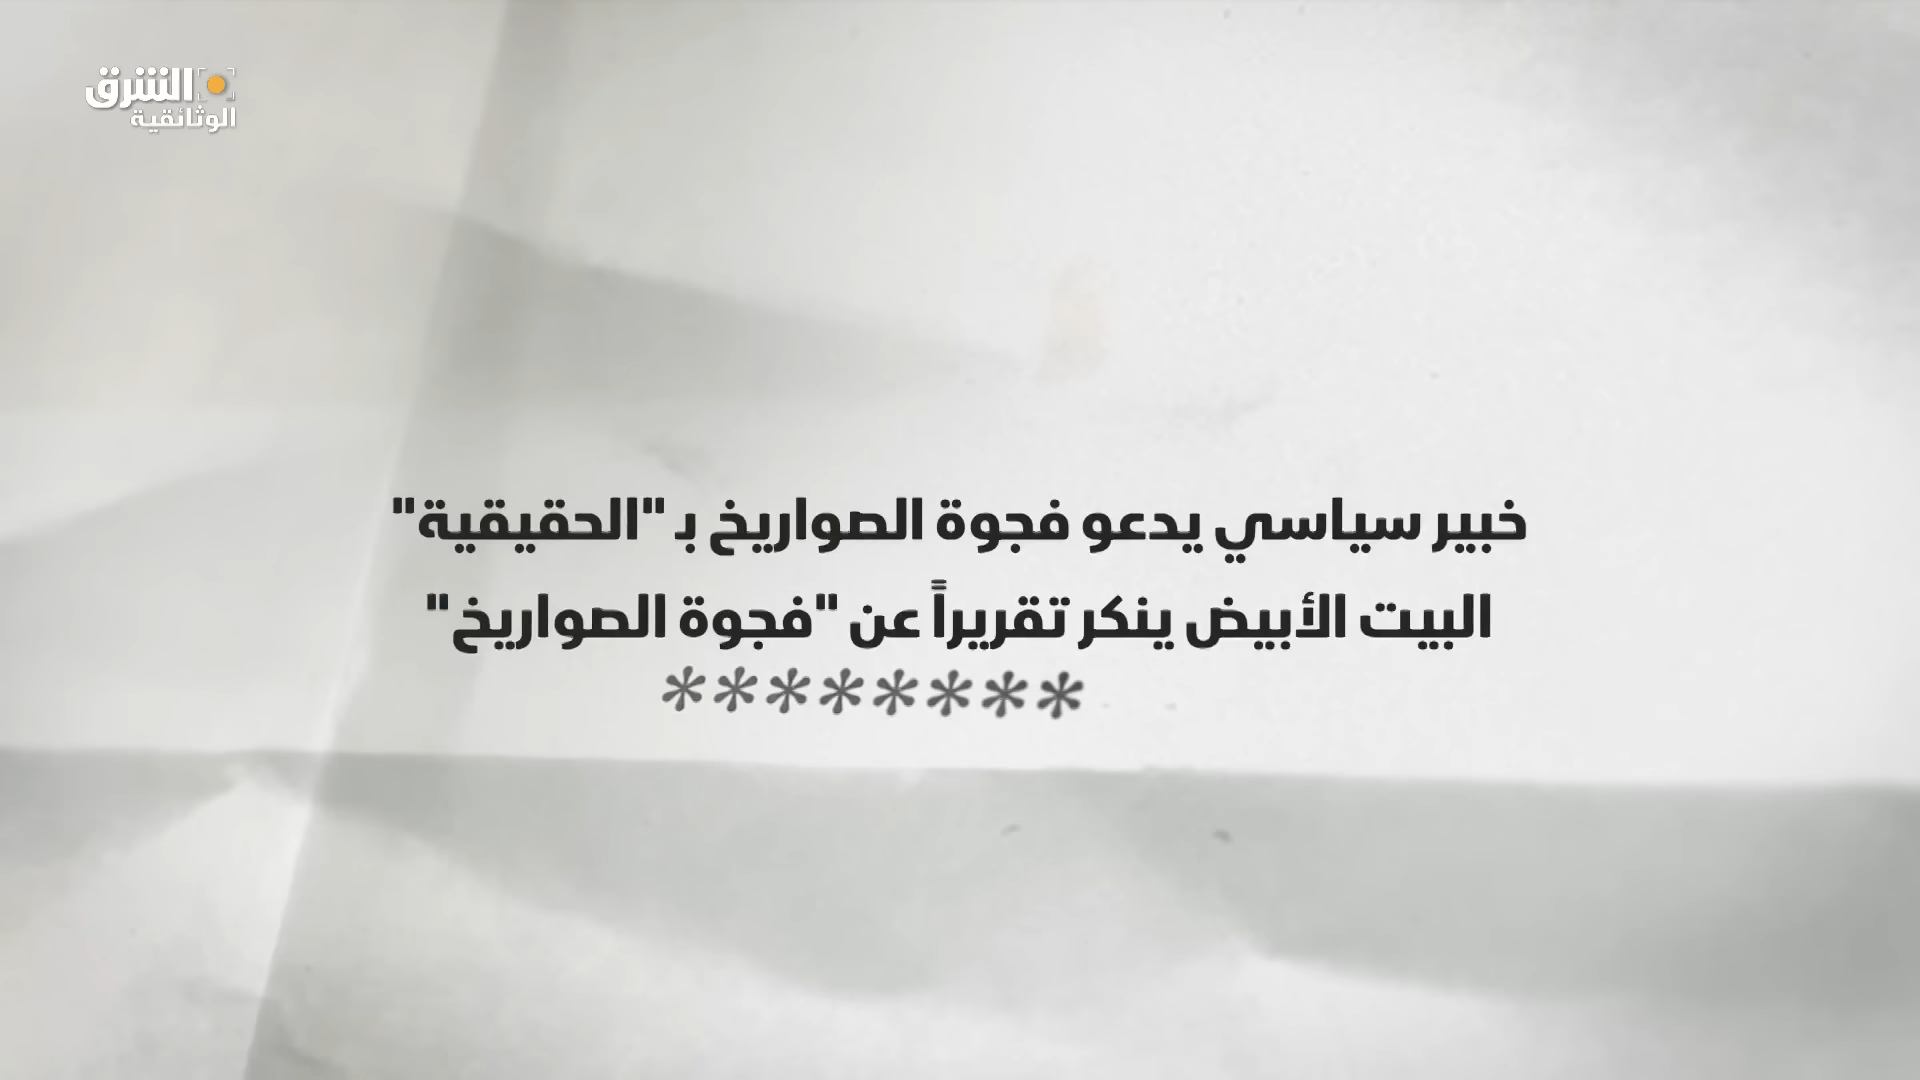 الشرق
الوثائقية
خبير سياسي يدعو فجوة الصواريخ بـ "الحقيقية"
البيت الأبيض ينكر تقريراً عن "فجوة الصواريخ"
********